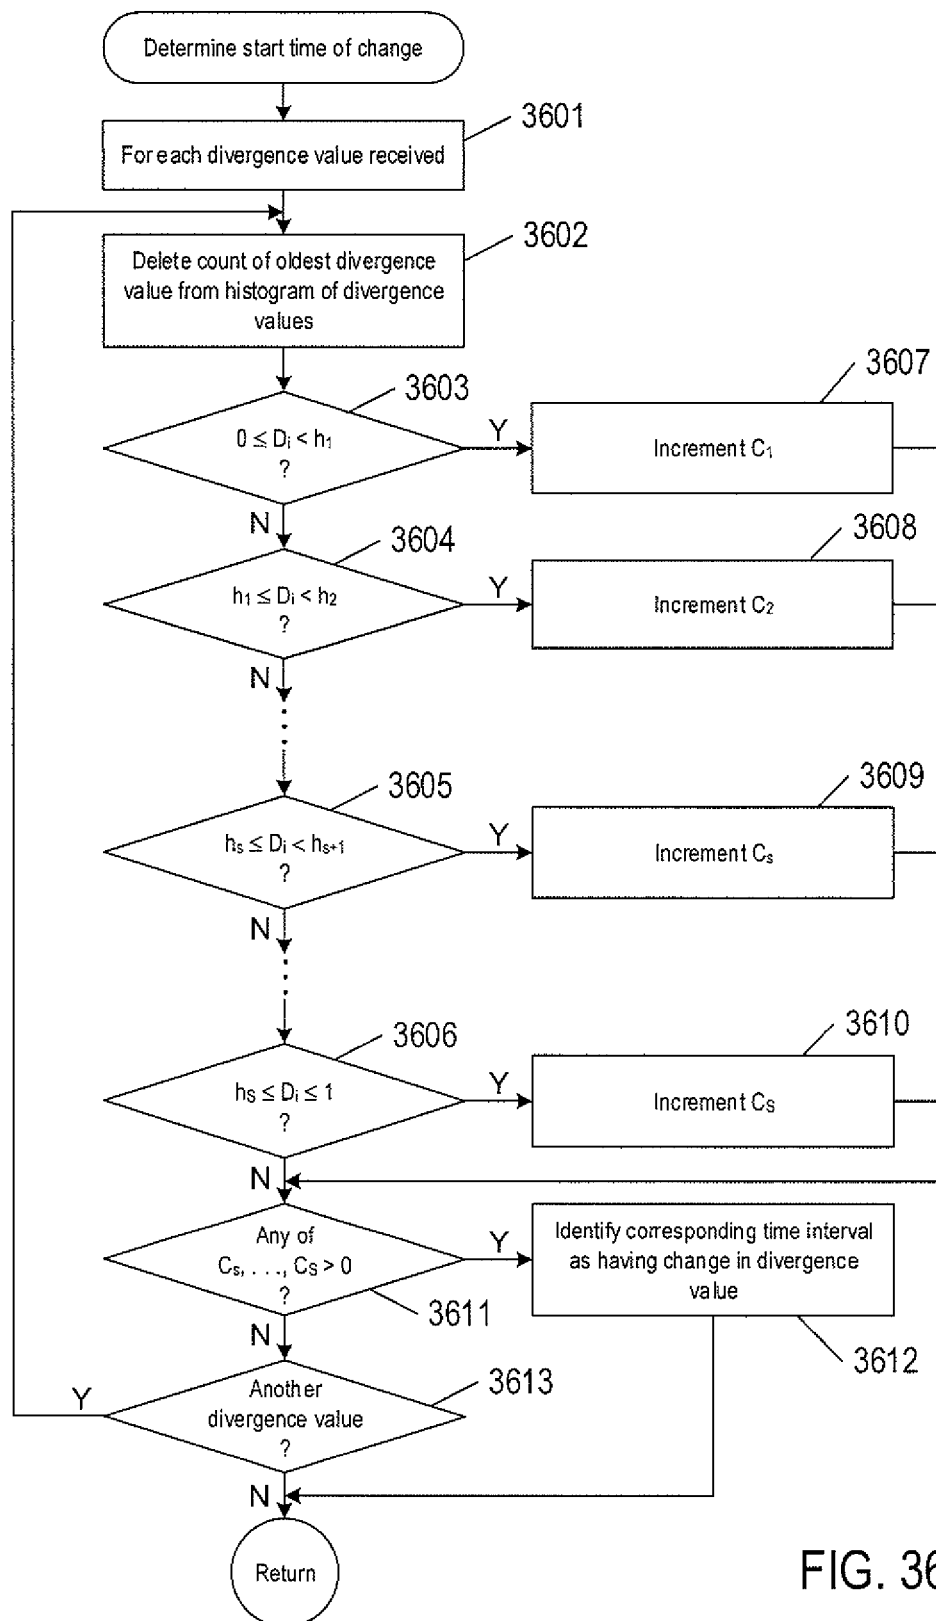 Determine start time of change
3601
For each divergence value received
3602
Delete count of oldest divergence
value from histogram of divergence
values
3603
0 ≤ Dᵢ < h₁
?
Y
3607
Increment C₁
N
3604
h₁ ≤ Dᵢ < h₂
?
Y
3608
Increment C₂
N
3605
hₛ ≤ Dᵢ < hₛ₊₁
?
Y
3609
Increment Cₛ
N
3606
h_S ≤ Dᵢ ≤ 1
?
Y
3610
Increment C_S
N
Any of
Cₛ, . . ., C_S > 0
?
3611
Y
Identify corresponding time interval
as having change in divergence
value
3612
N
Another
divergence value
?
3613
Y
N
Return
FIG. 36